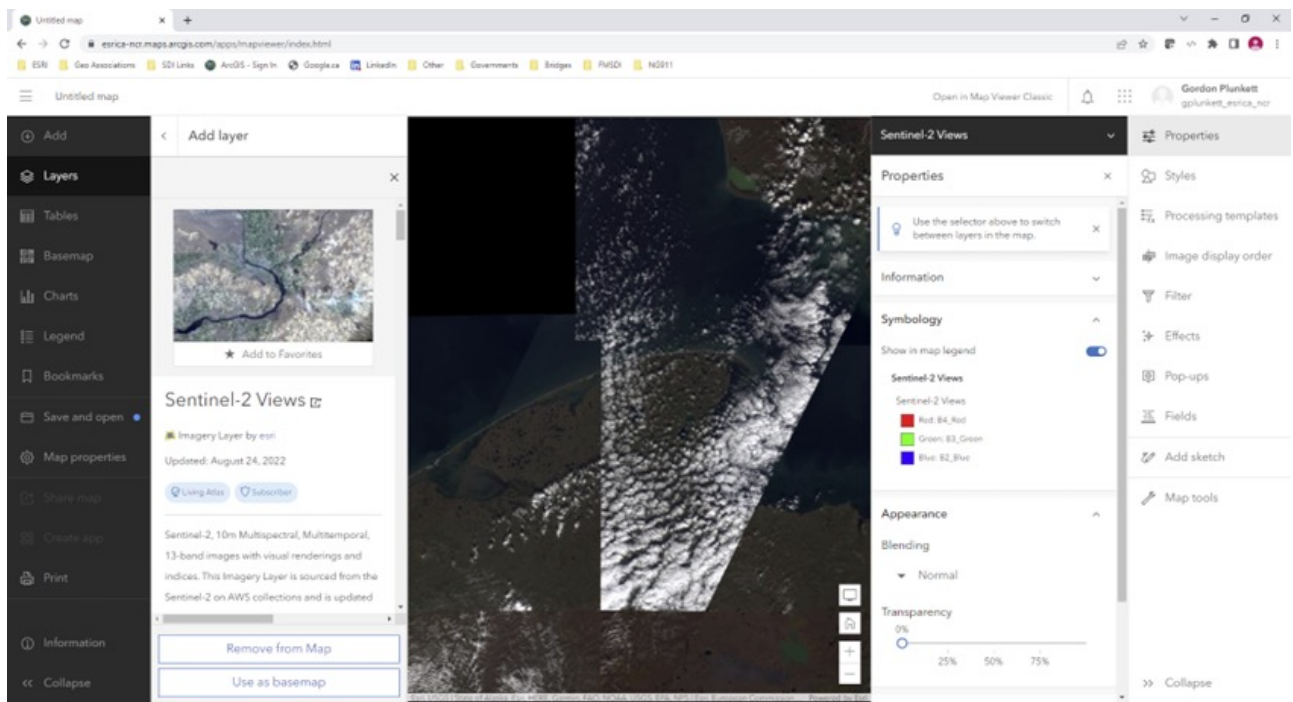 Untitled map
esrica-ncr.maps.arcgis.com/apps/mapviewer/index.html
ESRI
Geo Associations
SDI Links
ArcGIS - Sign In
Google.ca
LinkedIn
Other
Governments
Bridges
FMSDI
NG911
Untitled map
Open in Map Viewer Classic
Gordon Plunkett
gplunkett_esrica_ncr
Add
Layers
Tables
Basemap
Charts
Legend
Bookmarks
Save and open
Map properties
Share map
Create app
Print
Information
Collapse
Add layer
Add to Favorites
Sentinel-2 Views
Imagery Layer by esri
Updated: August 24, 2022
Living Atlas
Subscriber
Sentinel-2, 10m Multispectral, Multitemporal,
13-band images with visual renderings and
indices. This Imagery Layer is sourced from the
Sentinel-2 on AWS collections and is updated
Remove from Map
Use as basemap
Sentinel-2 Views
Properties
Use the selector above to switch
between layers in the map.
Information
Symbology
Show in map legend
Sentinel-2 Views
Sentinel-2 Views
Red: B4_Red
Green: B3_Green
Blue: B2_Blue
Appearance
Blending
Normal
Transparency
0%
25% 50% 75%
Properties
Styles
Processing templates
Image display order
Filter
Effects
Pop-ups
Fields
Add sketch
Map tools
Collapse